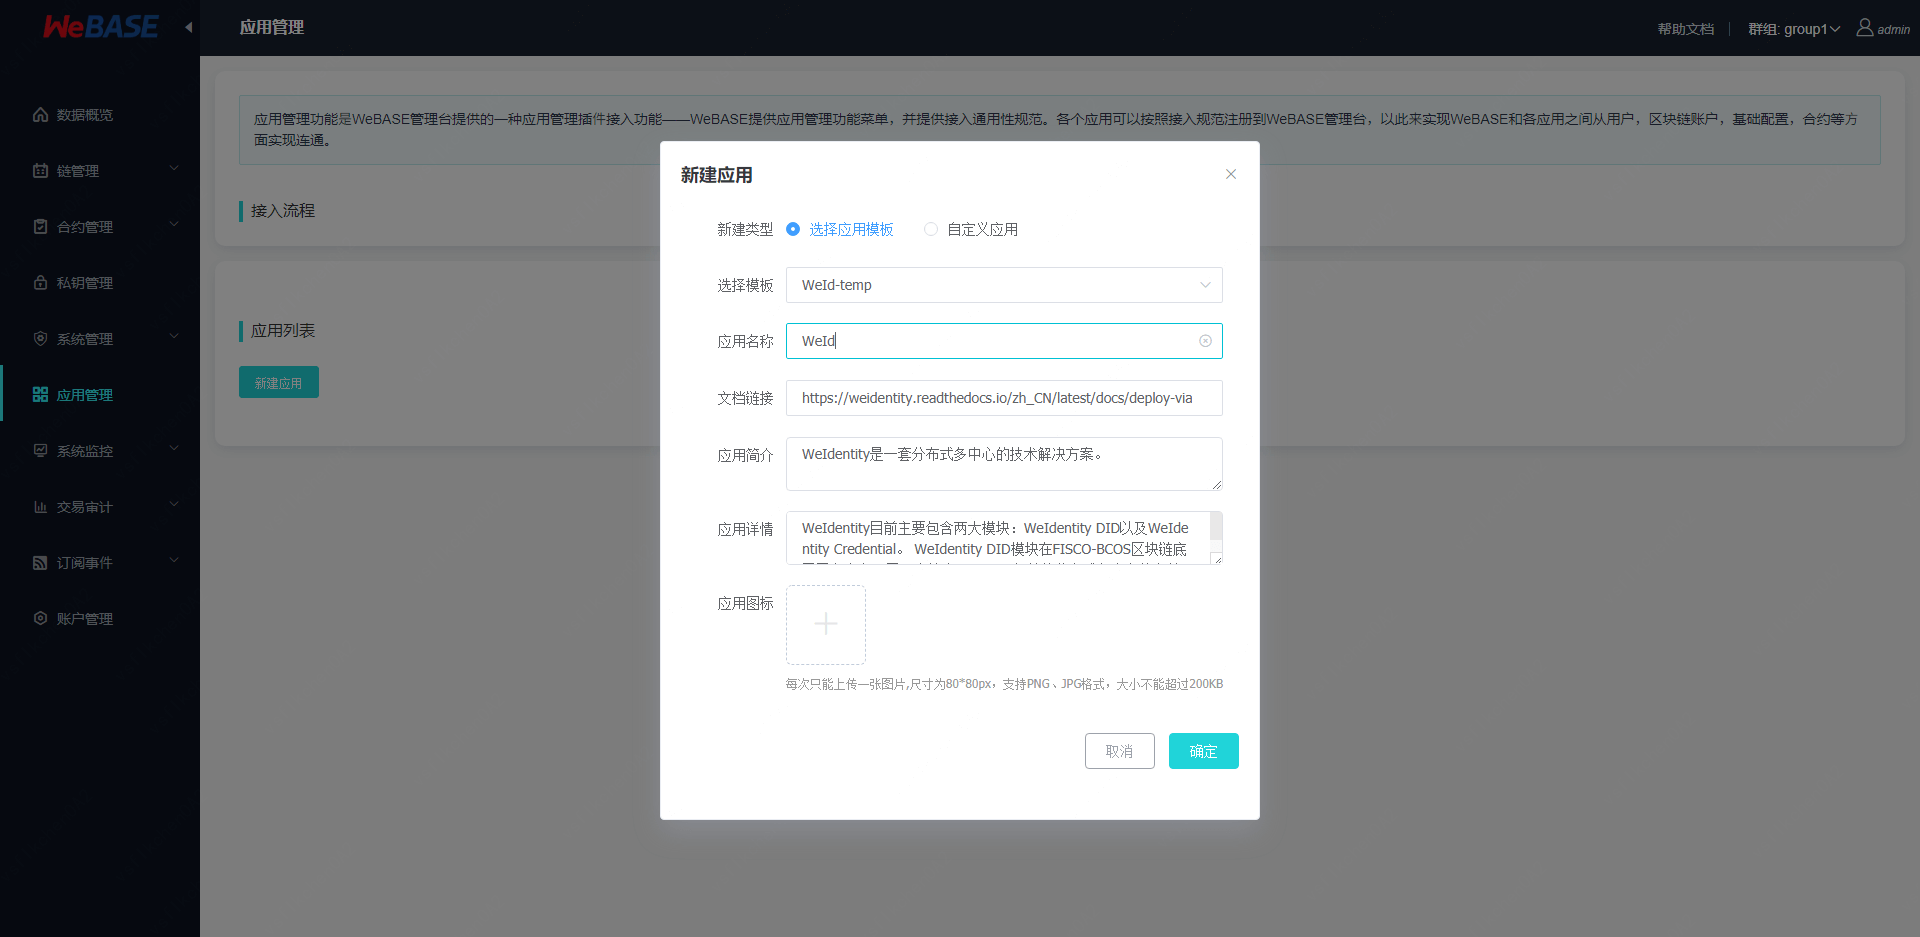 WeBASE
应用管理
帮助文档
群组: group1
admin
数据概览
链管理
合约管理
私钥管理
系统管理
应用管理
系统监控
交易审计
订阅事件
账户管理
应用管理功能是WeBASE管理台提供的一种应用管理插件接入功能——WeBASE提供应用管理功能菜单，并提供接入通用性规范。各个应用可以按照接入规范注册到WeBASE管理台，以此来实现WeBASE和各应用之间从用户，区块链账户，基础配置，合约等方
面实现连通。
接入流程
应用列表
新建应用
新建应用
新建类型 选择应用模板 自定义应用
选择模板 WeId-temp
应用名称 WeId
文档链接 https://weidentity.readthedocs.io/zh_CN/latest/docs/deploy-via
应用简介 WeIdentity是一套分布式多中心的技术解决方案。
应用详情 WeIdentity目前主要包含两大模块：WeIdentity DID以及WeIde
ntity Credential。 WeIdentity DID模块在FISCO-BCOS区块链底
应用图标
每次只能上传一张图片,尺寸为80*80px，支持PNG、JPG格式，大小不能超过200KB
取消
确定